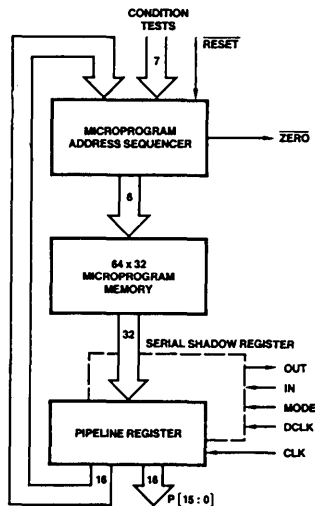 CONDITION
TESTS
7
RESET
MICROPROGRAM
ADDRESS SEQUENCER
ZERO
6
64 x 32
MICROPROGRAM
MEMORY
32
SERIAL SHADOW REGISTER
OUT
IN
MODE
DCLK
PIPELINE REGISTER
CLK
16
16
P [15 : 0]